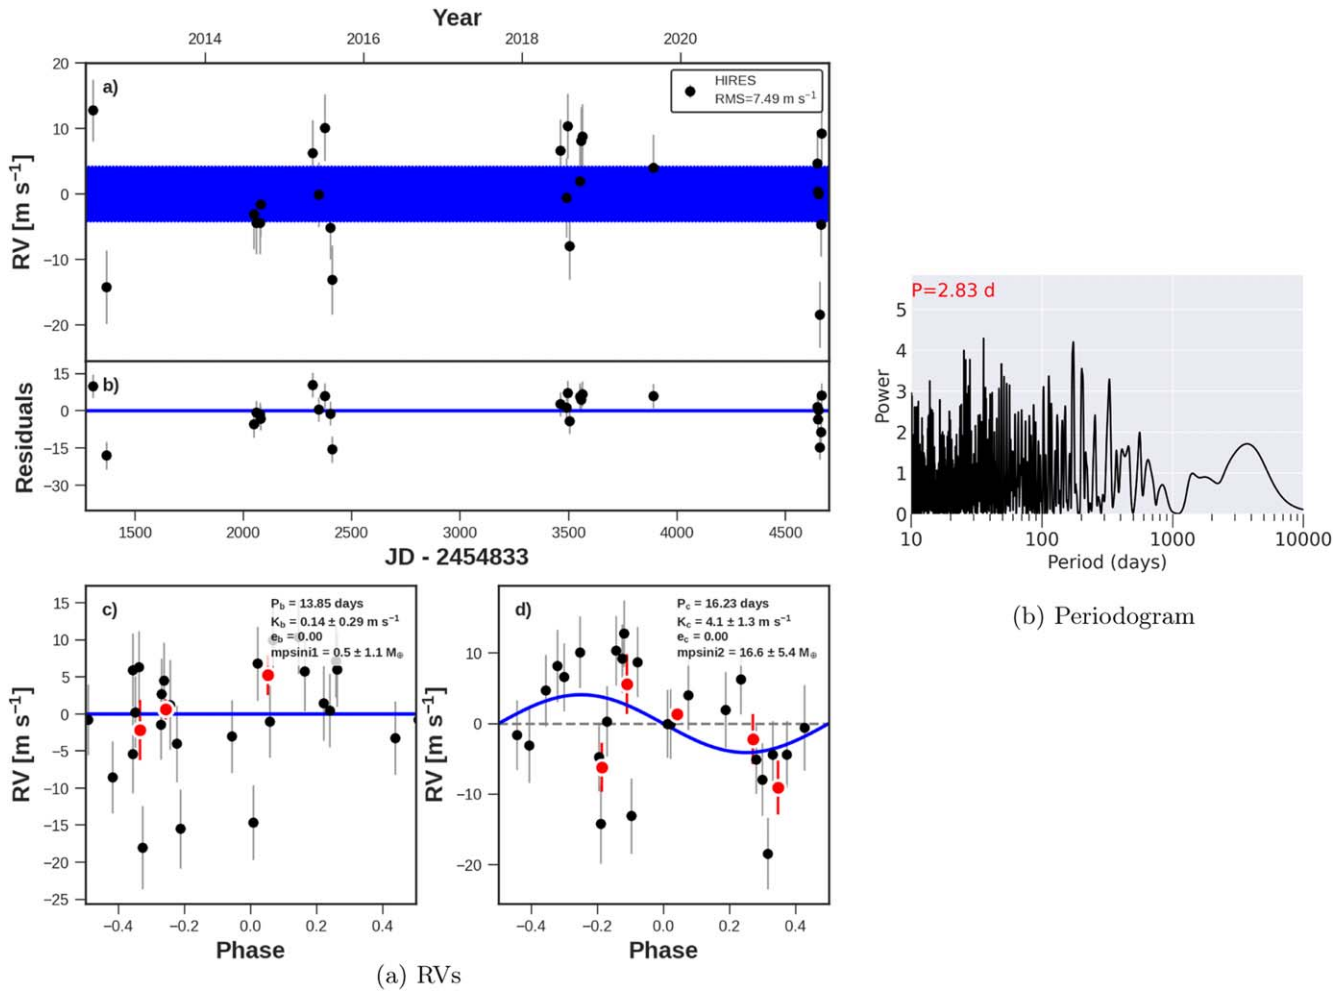 Year
2014 2016 2018 2020
a)
HIRES
RMS=7.49 m s⁻¹
RV [m s⁻¹]
20
10
0
−10
−20
b)
Residuals
15
0
−15
−30
1500 2000 2500 3000 3500 4000 4500
JD - 2454833
c)
P_b = 13.85 days
K_b = 0.14 ± 0.29 m s⁻¹
e_b = 0.00
mpsini1 = 0.5 ± 1.1 M⊕
RV [m s⁻¹]
15
10
5
0
−5
−10
−15
−20
−25
−0.4 −0.2 0.0 0.2 0.4
Phase
d)
P_c = 16.23 days
K_c = 4.1 ± 1.3 m s⁻¹
e_c = 0.00
mpsini2 = 16.6 ± 5.4 M⊕
RV [m s⁻¹]
10
0
−10
−20
−0.4 −0.2 0.0 0.2 0.4
Phase
(a) RVs
P=2.83 d
Power
5
4
3
2
1
0
10 100 1000 10000
Period (days)
(b) Periodogram